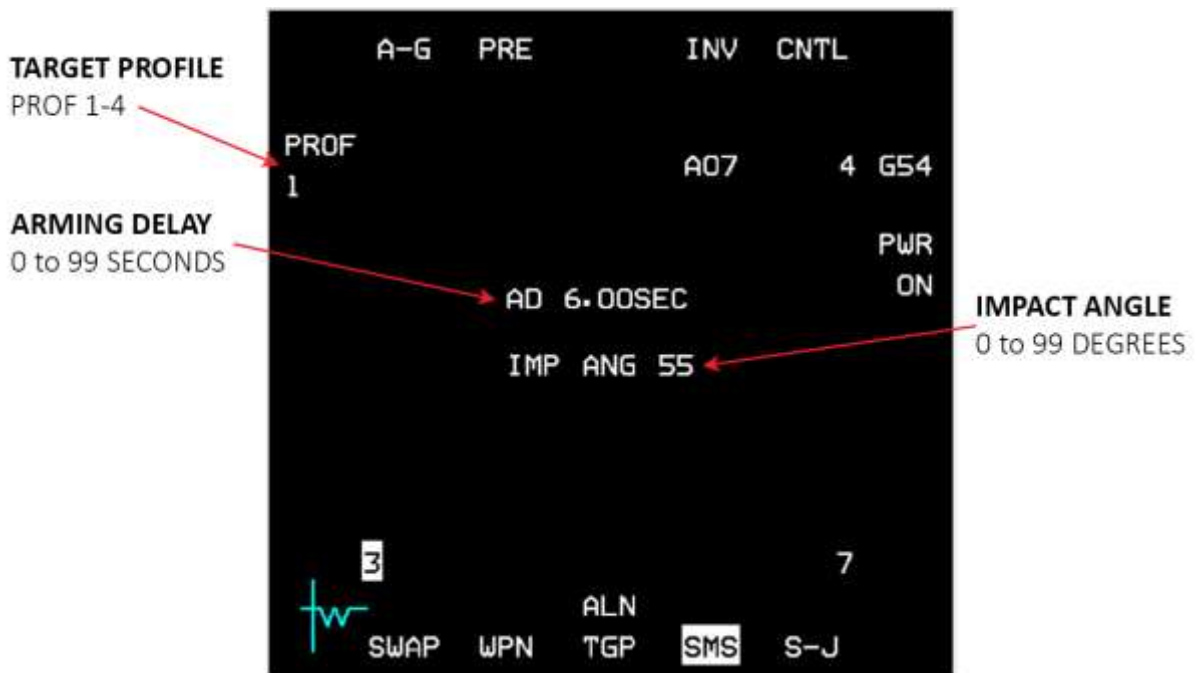 A-G PRE INV CNTL
TARGET PROFILE
PROF 1-4
PROF
1
A07 4 G54
ARMING DELAY
0 to 99 SECONDS
PWR
ON
AD 6.00SEC
IMPACT ANGLE
0 to 99 DEGREES
IMP ANG 55
3 7
ALN
SWAP WPN TGP SMS S-J